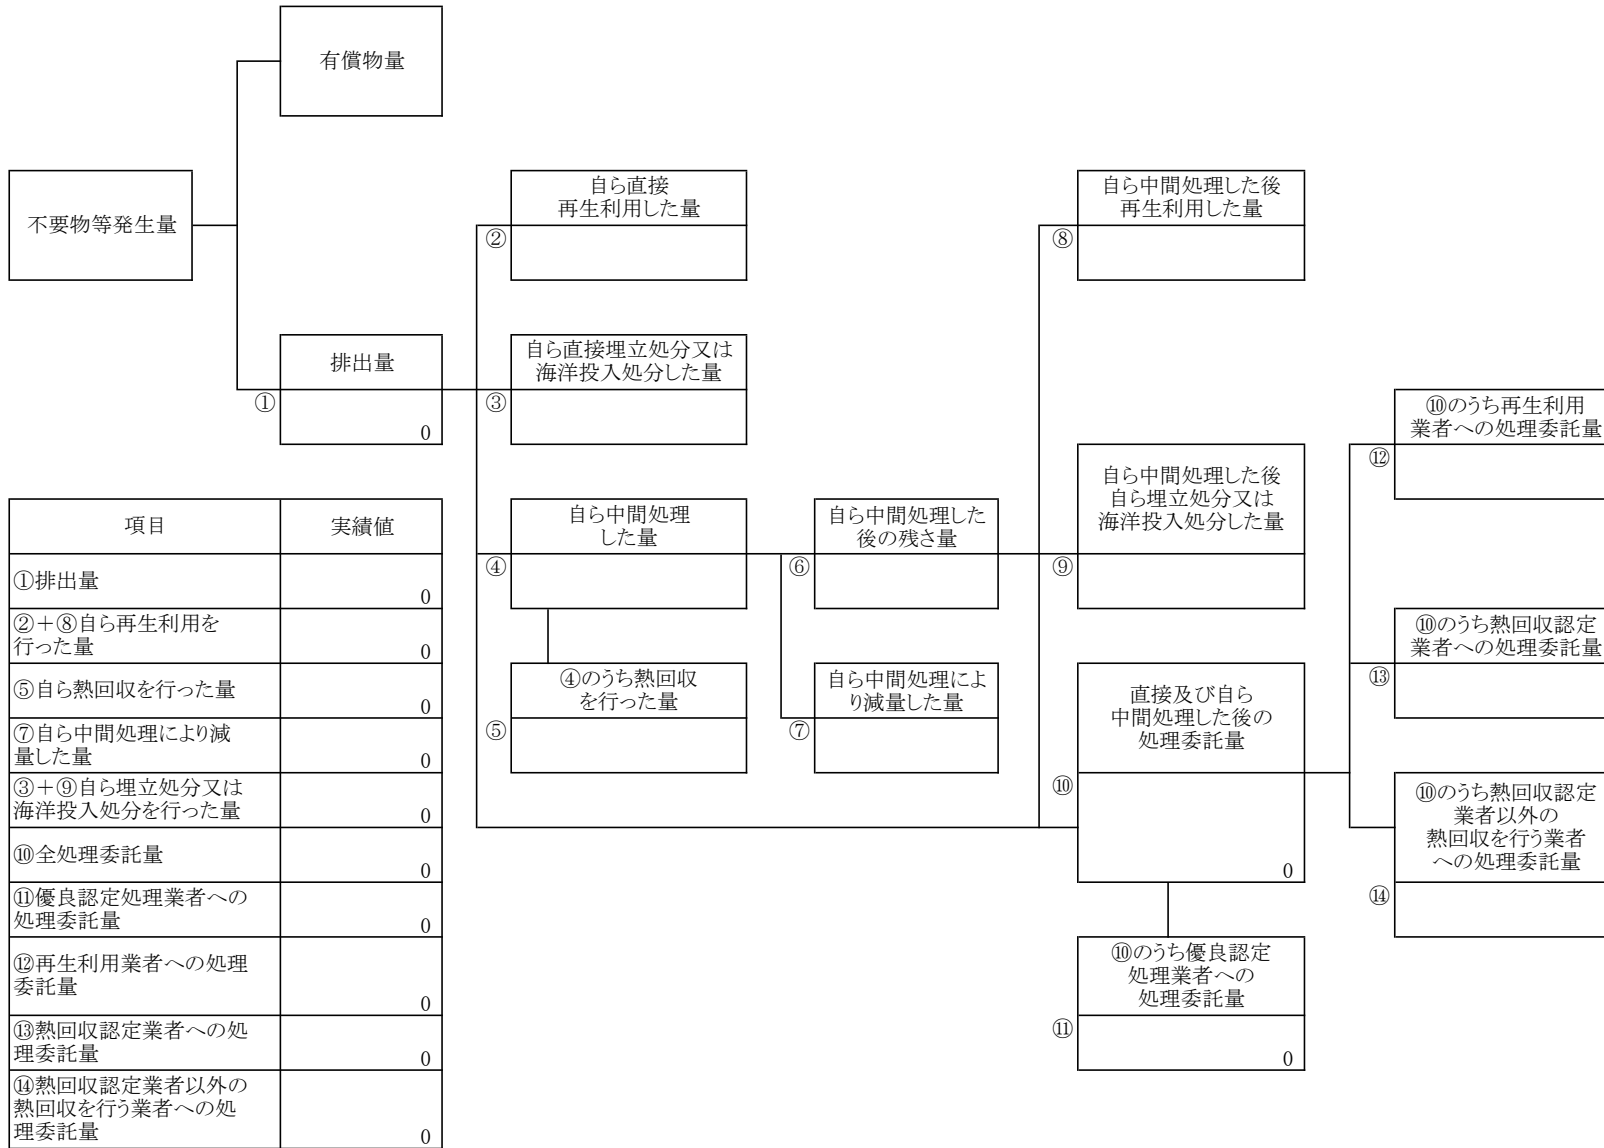 有償物量
不要物等発生量
自ら直接
再生利用した量
②
自ら中間処理した後
再生利用した量
⑧
排出量
①
0
自ら直接埋立処分又は
海洋投入処分した量
③
⑩のうち再生利用
業者への処理委託量
⑫
自ら中間処理
した量
④
自ら中間処理した
後の残さ量
⑥
自ら中間処理した後
自ら埋立処分又は
海洋投入処分した量
⑨
④のうち熱回収
を行った量
⑤
自ら中間処理によ
り減量した量
⑦
直接及び自ら
中間処理した後の
処理委託量
⑩
0
⑩のうち熱回収認定
業者への処理委託量
⑬
⑩のうち熱回収認定
業者以外の
熱回収を行う業者
への処理委託量
⑭
⑩のうち優良認定
処理業者への
処理委託量
⑪
0
項目 実績値
①排出量
0
②+⑧自ら再生利用を
行った量
0
⑤自ら熱回収を行った量
0
⑦自ら中間処理により減
量した量
0
③+⑨自ら埋立処分又は
海洋投入処分を行った量
0
⑩全処理委託量
0
⑪優良認定処理業者への
処理委託量
0
⑫再生利用業者への処理
委託量
0
⑬熱回収認定業者への処
理委託量
0
⑭熱回収認定業者以外の
熱回収を行う業者への処
理委託量
0